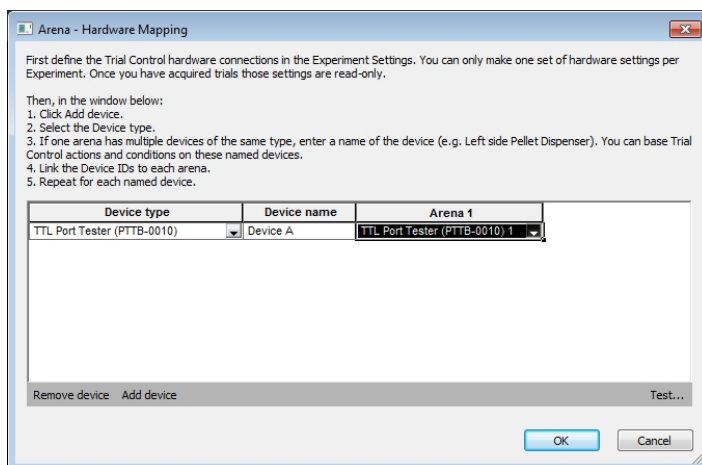 Arena - Hardware Mapping
First define the Trial Control hardware connections in the Experiment Settings. You can only make one set of hardware settings per
Experiment. Once you have acquired trials those settings are read-only.
Then, in the window below:
1. Click Add device.
2. Select the Device type.
3. If one arena has multiple devices of the same type, enter a name of the device (e.g. Left side Pellet Dispenser). You can base Trial
Control actions and conditions on these named devices.
4. Link the Device IDs to each arena.
5. Repeat for each named device.
Device type Device name Arena 1
TTL Port Tester (PTTB-0010) Device A TTL Port Tester (PTTB-0010) 1
Remove device Add device Test...
OK Cancel